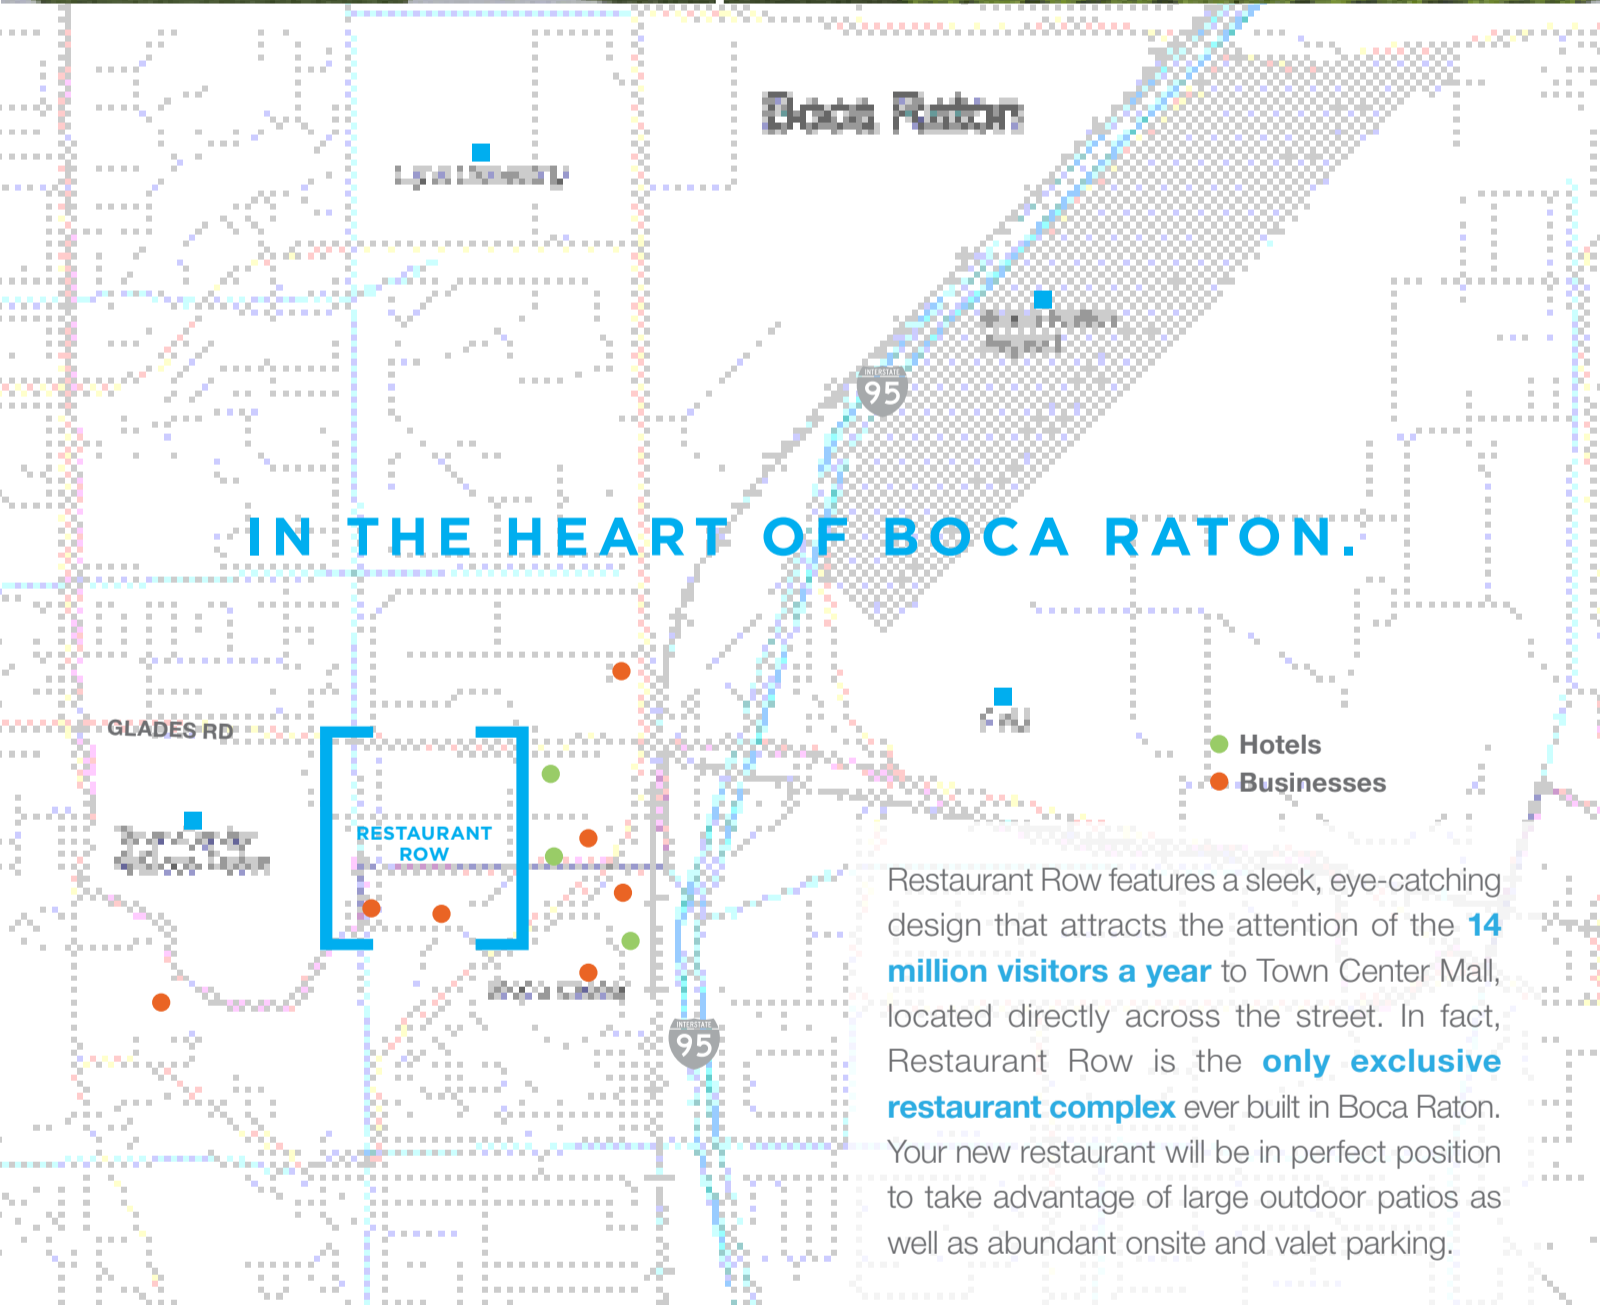 Boca Raton
INTERSTATE
95
IN THE HEART OF BOCA RATON.
FAU
GLADES RD
Hotels
Businesses
RESTAURANT
ROW
INTERSTATE
95
Restaurant Row features a sleek, eye-catching
design that attracts the attention of the 14
million visitors a year to Town Center Mall,
located directly across the street. In fact,
Restaurant Row is the only exclusive
restaurant complex ever built in Boca Raton.
Your new restaurant will be in perfect position
to take advantage of large outdoor patios as
well as abundant onsite and valet parking.